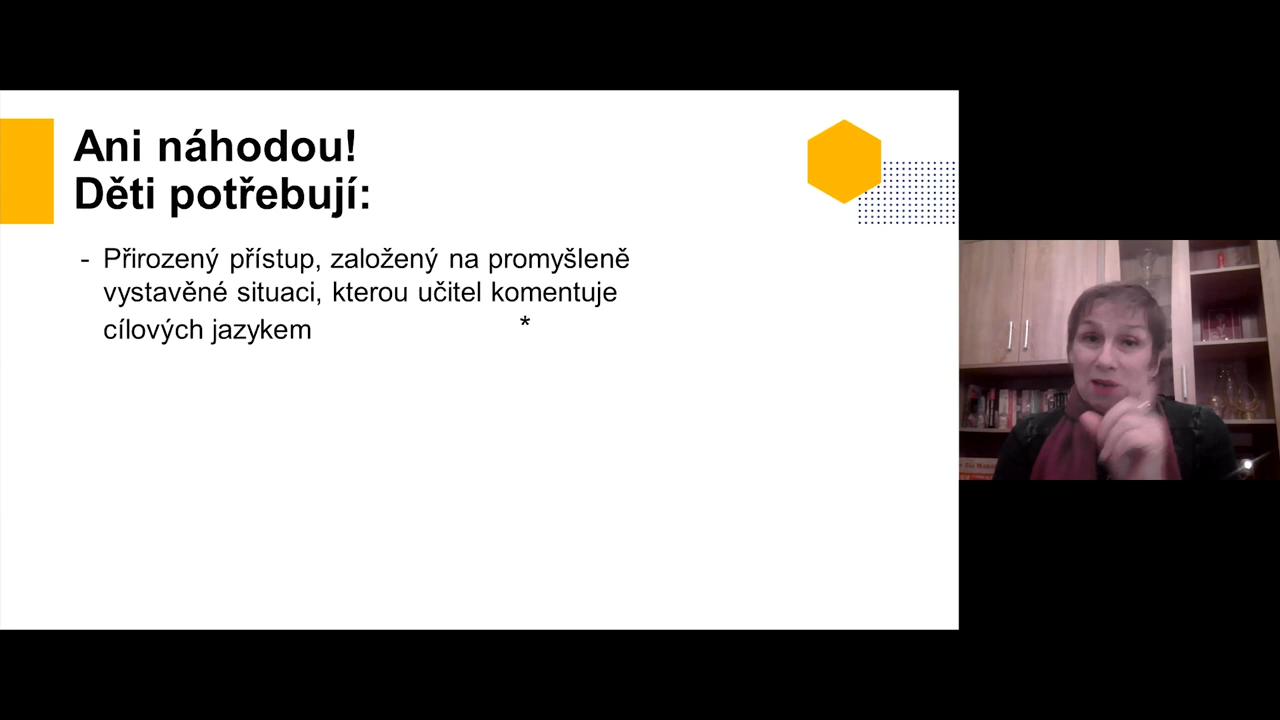 Ani náhodou!
Děti potřebují:
- Přirozený přístup, založený na promyšleně
vystavěné situaci, kterou učitel komentuje
cílových jazykem *